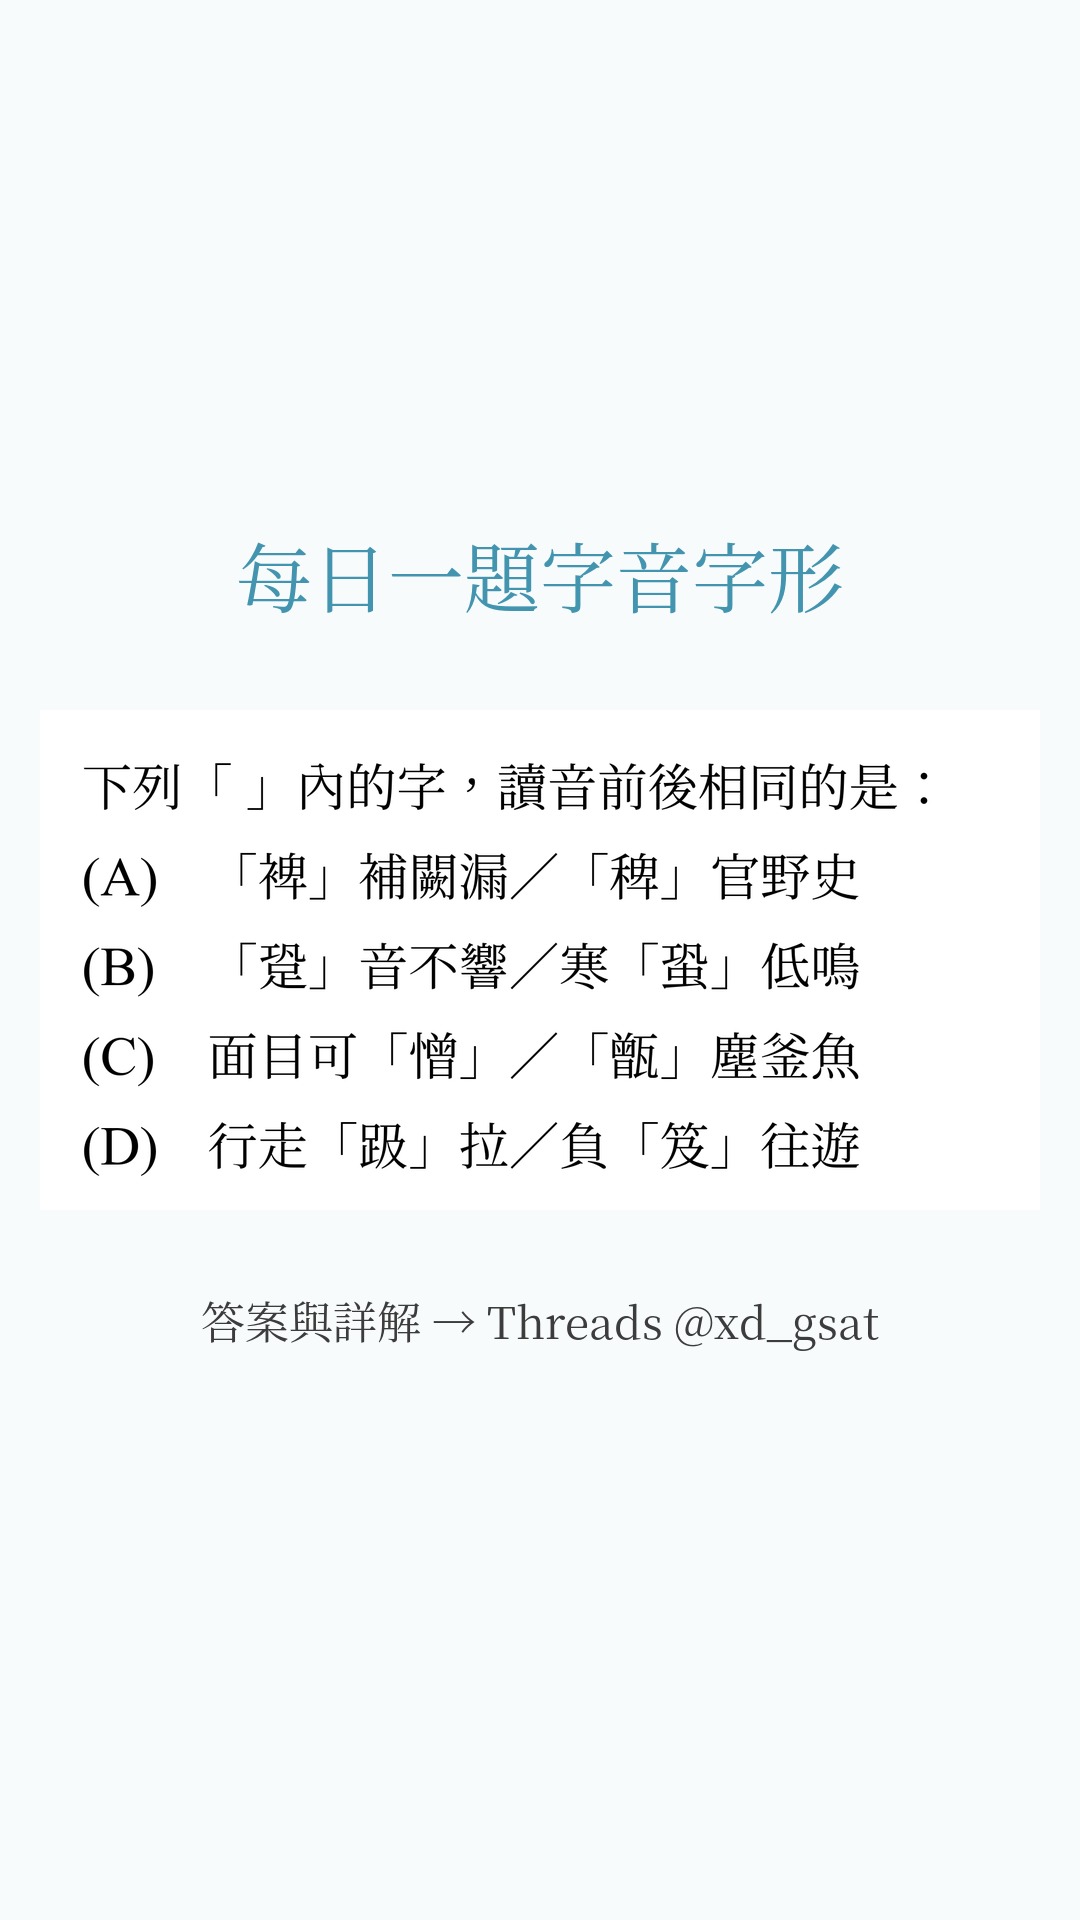 每日一題字音字形
下列「 」內的字，讀音前後相同的是：
(A) 「裨」補闕漏／「稗」官野史
(B) 「跫」音不響／寒「蛩」低鳴
(C) 面目可「憎」／「甑」塵釜魚
(D) 行走「趿」拉／負「笈」往遊
答案與詳解 → Threads @xd_gsat